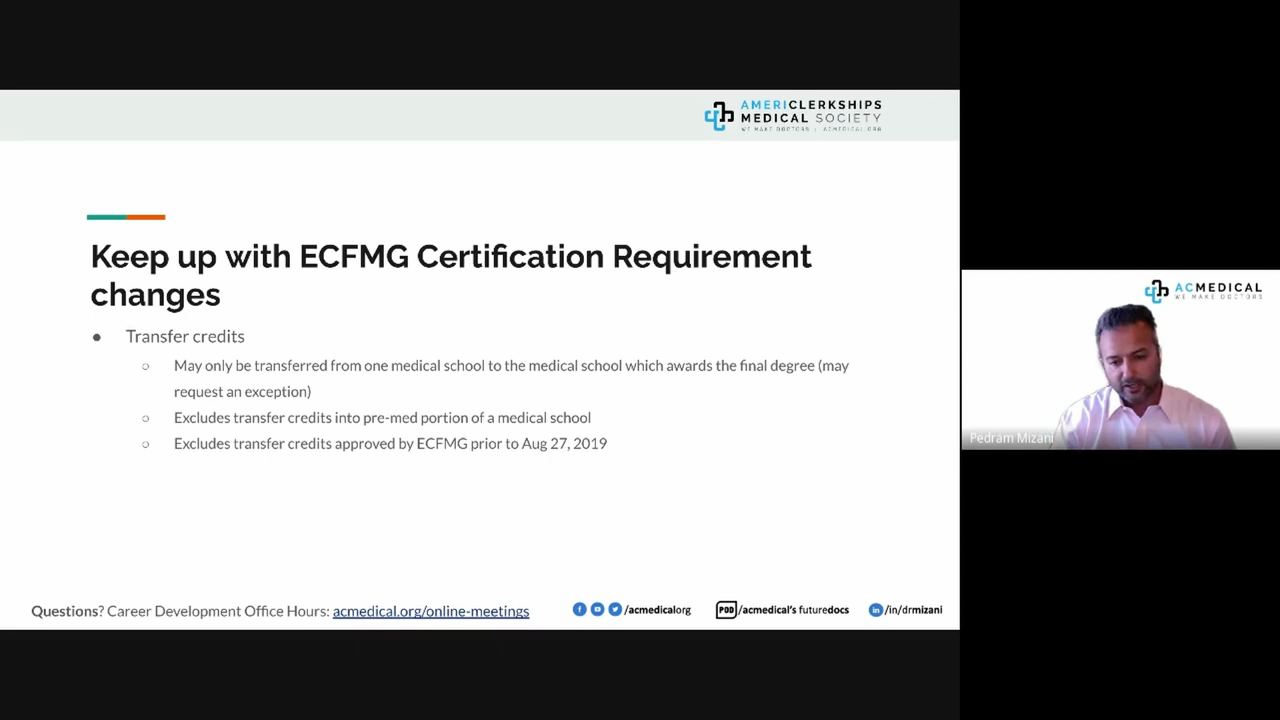 AMERICLERKSHIPS
MEDICAL SOCIETY
WE MAKE DOCTORS | ACMEDICAL.ORG
Keep up with ECFMG Certification Requirement
changes
● Transfer credits
○ May only be transferred from one medical school to the medical school which awards the final degree (may
request an exception)
○ Excludes transfer credits into pre-med portion of a medical school
○ Excludes transfer credits approved by ECFMG prior to Aug 27, 2019
Questions? Career Development Office Hours: acmedical.org/online-meetings
/acmedicalorg
POD /acmedical's futuredocs
in /in/drmizani
ACMEDICAL
WE MAKE DOCTORS
Pedram Mizani